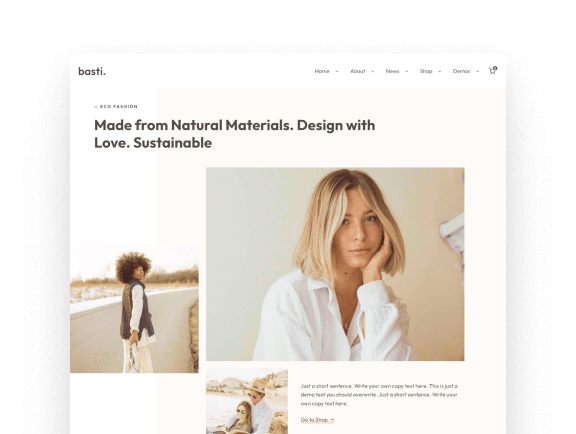 basti.
Home About News Shop Demos
— ECO FASHION
Made from Natural Materials. Design with
Love. Sustainable
Just a short sentence. Write your own copy text here. This is just a
demo text you should overwrite. Just a short sentence. Write your
own copy text here.
Go to Shop →